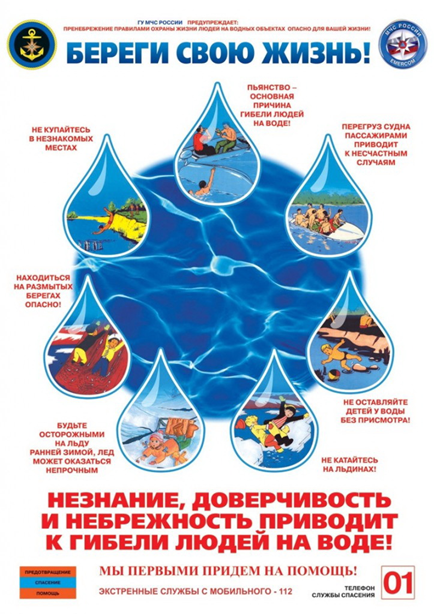 ГУ МЧС РОССИИ ПРЕДУПРЕЖДАЕТ:
ПРЕНЕБРЕЖЕНИЕ ПРАВИЛАМИ ОХРАНЫ ЖИЗНИ ЛЮДЕЙ НА ВОДНЫХ ОБЪЕКТАХ ОПАСНО ДЛЯ ВАШЕЙ ЖИЗНИ!
БЕРЕГИ СВОЮ ЖИЗНЬ!
МЧС РОССИИ
EMERCOM
ПЬЯНСТВО –
ОСНОВНАЯ
ПРИЧИНА
ГИБЕЛИ ЛЮДЕЙ
НА ВОДЕ!
НЕ КУПАЙТЕСЬ
В НЕЗНАКОМЫХ
МЕСТАХ
ПЕРЕГРУЗ СУДНА
ПАССАЖИРАМИ
ПРИВОДИТ
К НЕСЧАСТНЫМ
СЛУЧАЯМ
НАХОДИТЬСЯ
НА РАЗМЫТЫХ
БЕРЕГАХ
ОПАСНО!
НЕ ОСТАВЛЯЙТЕ
ДЕТЕЙ У ВОДЫ
БЕЗ ПРИСМОТРА!
БУДЬТЕ
ОСТОРОЖНЫМИ
НА ЛЬДУ
РАННЕЙ ЗИМОЙ, ЛЕД
МОЖЕТ ОКАЗАТЬСЯ
НЕПРОЧНЫМ
НЕ КАТАЙТЕСЬ
НА ЛЬДИНАХ!
НЕЗНАНИЕ, ДОВЕРЧИВОСТЬ
И НЕБРЕЖНОСТЬ ПРИВОДИТ
К ГИБЕЛИ ЛЮДЕЙ НА ВОДЕ!
ПРЕДОТВРАЩЕНИЕ
СПАСЕНИЕ
ПОМОЩЬ
МЫ ПЕРВЫМИ ПРИДЕМ НА ПОМОЩЬ!
ЭКСТРЕННЫЕ СЛУЖБЫ С МОБИЛЬНОГО - 112
ТЕЛЕФОН
СЛУЖБЫ СПАСЕНИЯ
01